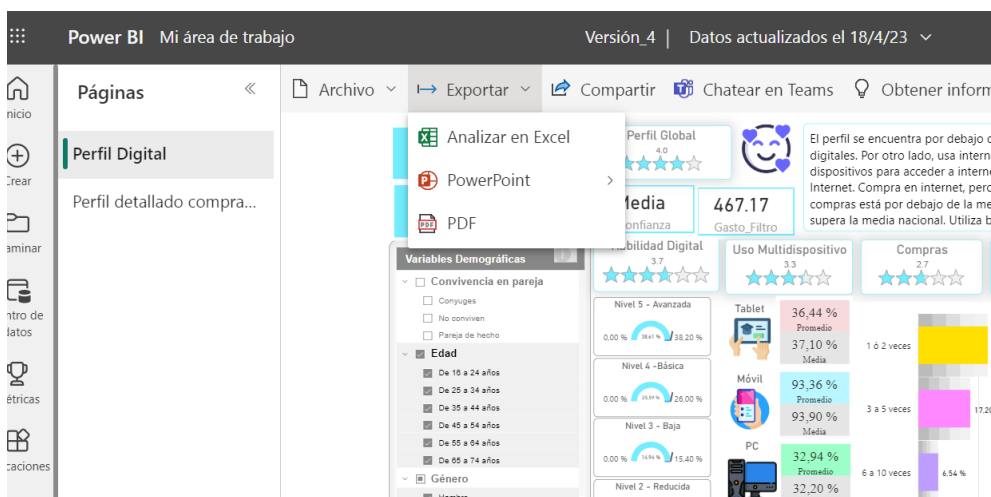 Power BI Mi área de trabajo
Versión_4 | Datos actualizados el 18/4/23
nicio
Crear
aminar
ntro de
datos
étricas
caciones
Páginas
Perfil Digital
Perfil detallado compra...
Archivo
Exportar
Compartir
Chatear en Teams
Obtener inform
Analizar en Excel
PowerPoint
PDF
Perfil Global
4.0
El perfil se encuentra por debajo
digitales. Por otro lado, usa intern
dispositivos para acceder a intern
Internet. Compra en internet, perc
compras está por debajo de la me
supera la media nacional. Utiliza b
Media
onfianza
467.17
Gasto_Filtro
abilidad Digital
3.7
Uso Multidispositivo
3.3
Compras
2.7
Variables Demográficas
Convivencia en pareja
Conyuges
No conviven
Pareja de hecho
Edad
De 16 a 24 años
De 25 a 34 años
De 35 a 44 años
De 45 a 54 años
De 55 a 64 años
De 65 a 74 años
Género
Hombre
Nivel 5 - Avanzada
0.00 % 38,61 % 38,20 %
Nivel 4 -Básica
0.00 % 26,00 %
Nivel 3 - Baja
0.00 % 15,40 %
Nivel 2 - Reducida
Tablet
36,44 %
Promedio
37,10 %
Media
Móvil
93,36 %
Promedio
93,90 %
Media
PC
32,94 %
Promedio
32,20 %
1 ó 2 veces
3 a 5 veces
17,20
6 a 10 veces
6,54 %